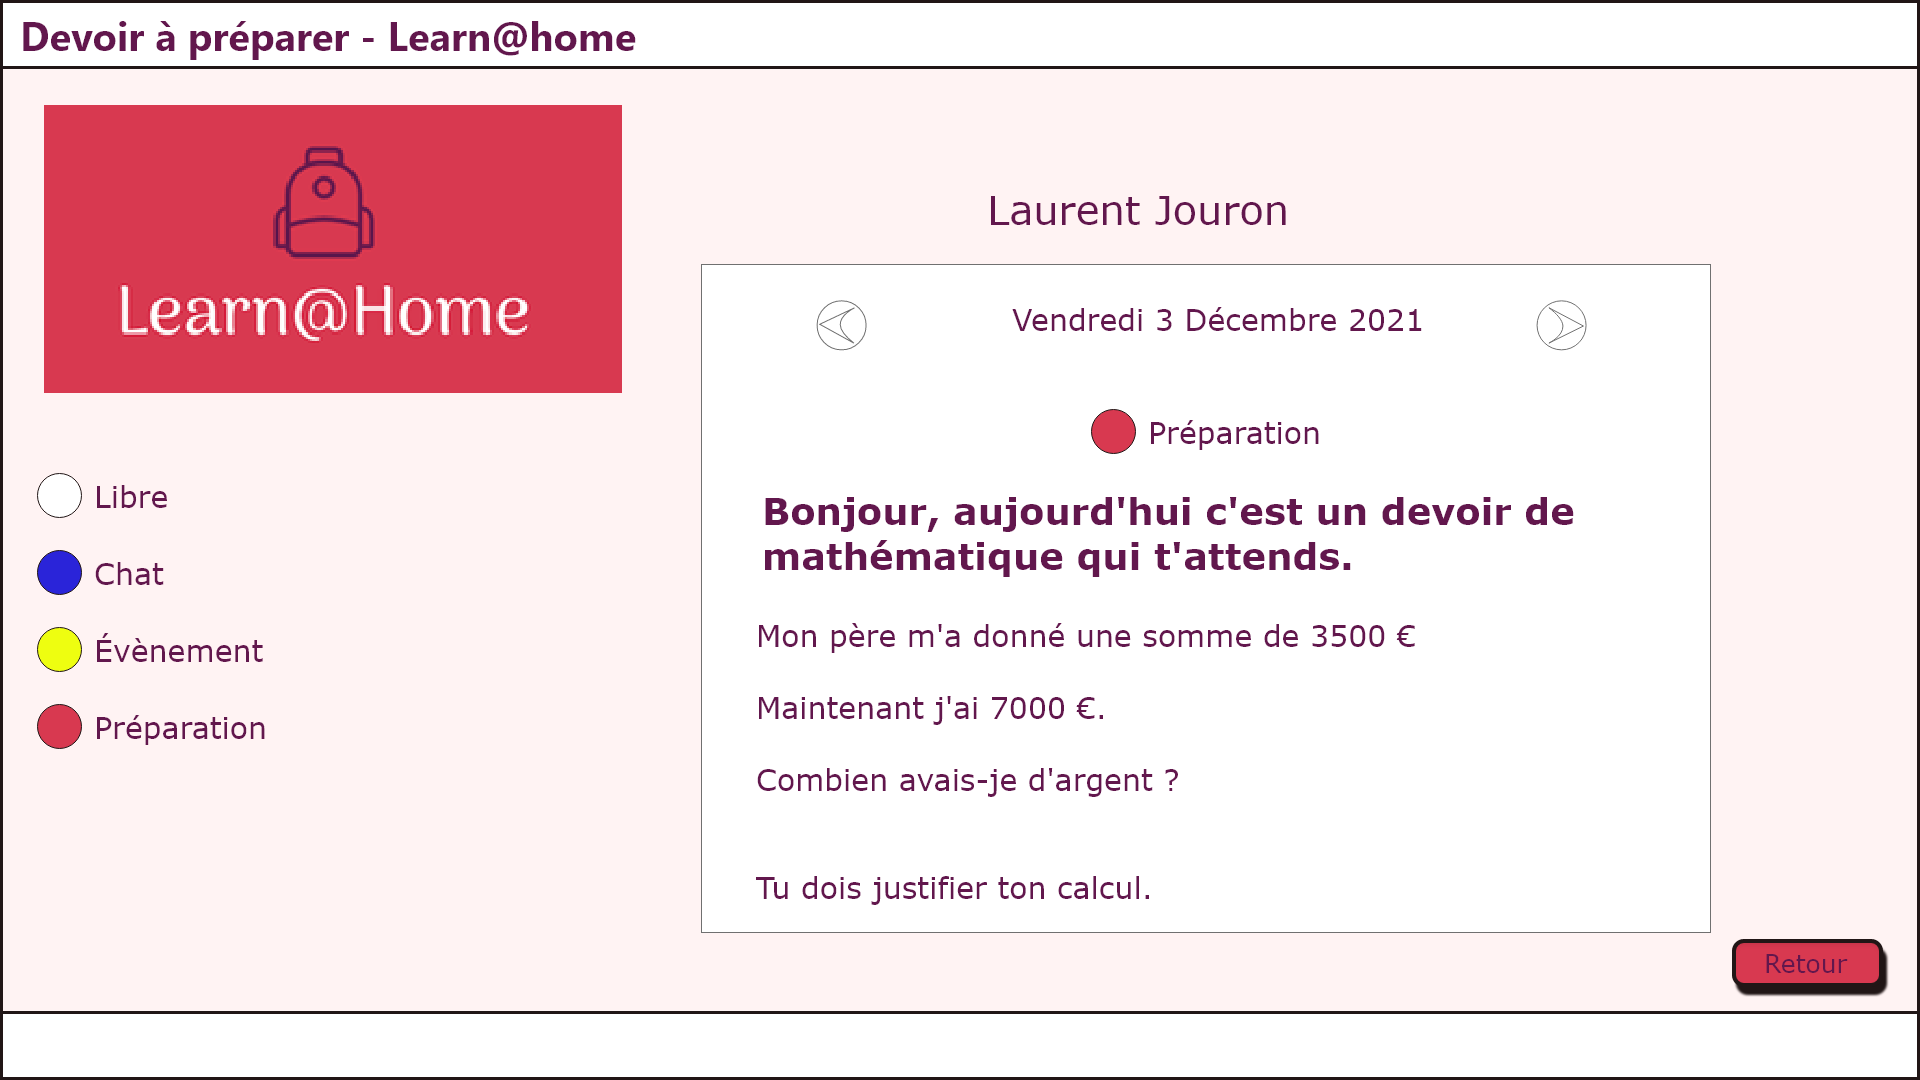 Devoir à préparer - Learn@home
Learn@Home
Libre
Chat
Évènement
Préparation
Laurent Jouron
Vendredi 3 Décembre 2021
Préparation
Bonjour, aujourd'hui c'est un devoir de
mathématique qui t'attends.
Mon père m'a donné une somme de 3500 €
Maintenant j'ai 7000 €.
Combien avais-je d'argent ?
Tu dois justifier ton calcul.
Retour